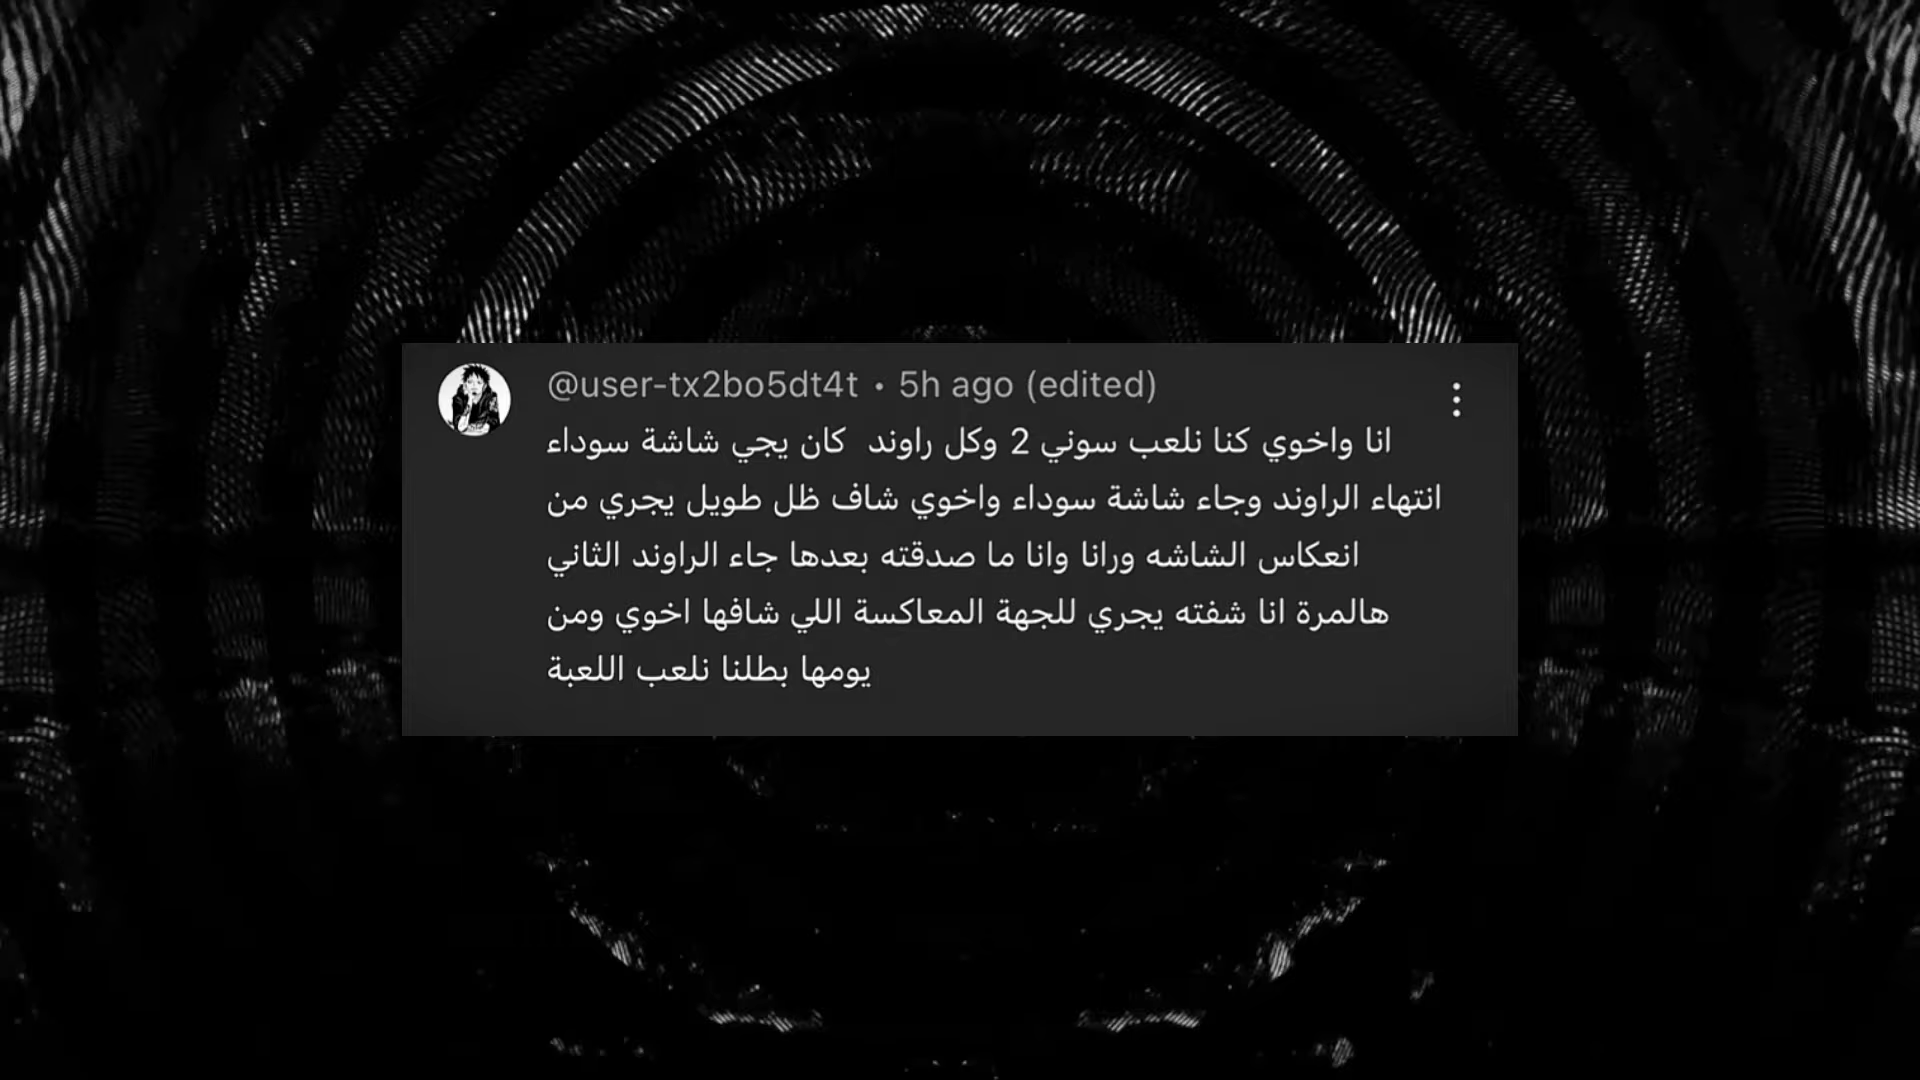 @user-tx2bo5dt4t • 5h ago (edited)
انا واخوي كنا نلعب سوني 2 وكل راوند كان يجي شاشة سوداء
انتهاء الراوند وجاء شاشة سوداء واخوي شاف ظل طويل يجري من
انعكاس الشاشه ورانا وانا ما صدقته بعدها جاء الراوند الثاني
هالمرة انا شفته يجري للجهة المعاكسة اللي شافها اخوي ومن
يومها بطلنا نلعب اللعبة